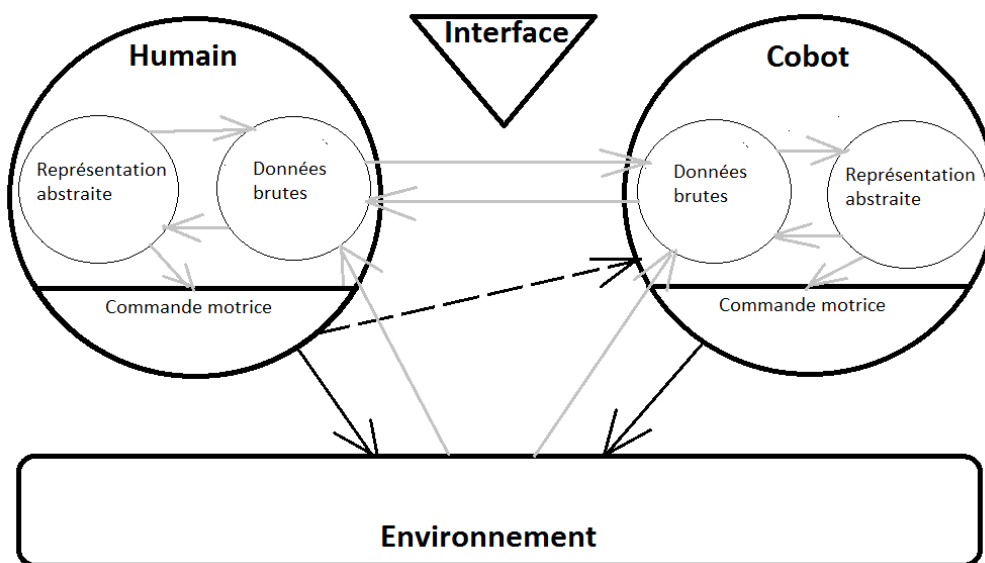 Interface
Humain
Cobot
Représentation
abstraite
Données
brutes
Données
brutes
Représentation
abstraite
Commande motrice
Commande motrice
Environnement